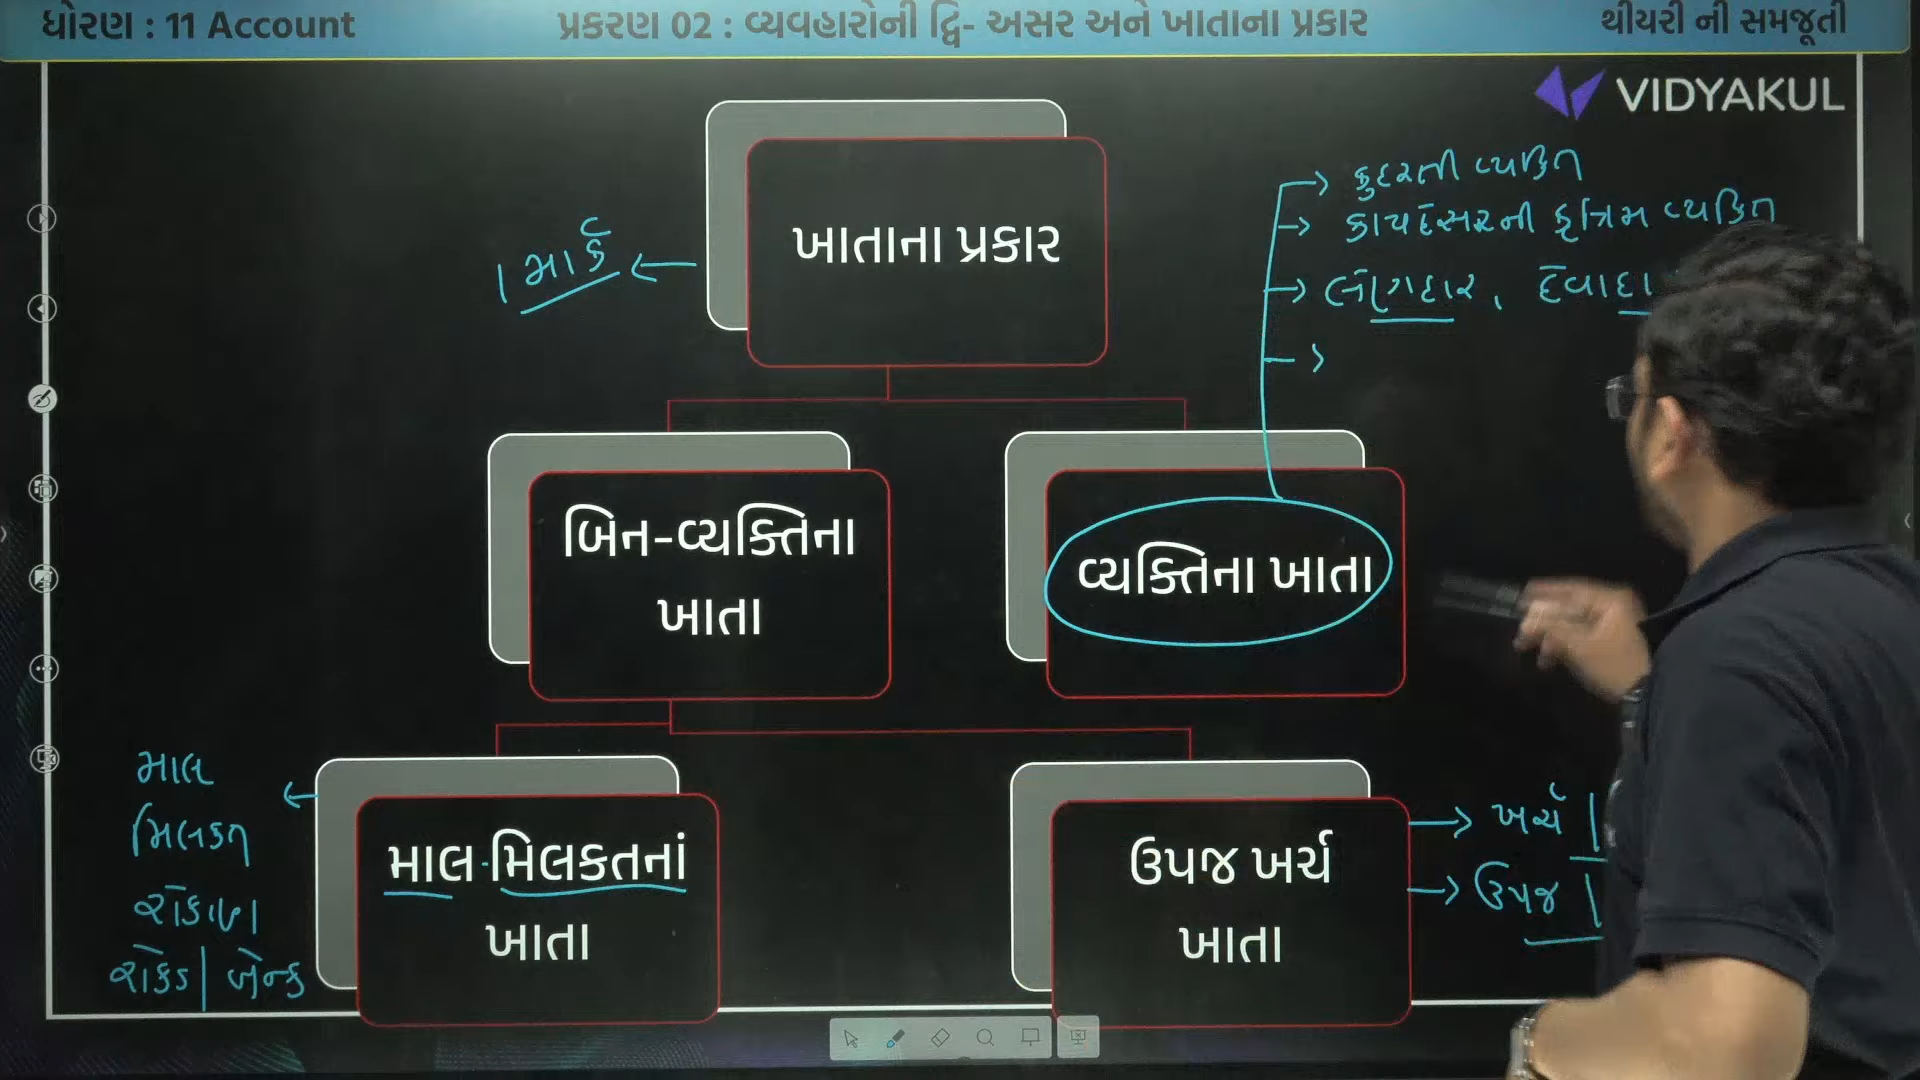 ધોરણ : 11 Account
પ્રકરણ 02 : વ્યવહારોની દ્વિ- અસર અને ખાતાના પ્રકાર
થીયરી ની સમજૂતી
VIDYAKUL
ખાતાના પ્રકાર
1 માર્ક
કુદરતી વ્યક્તિ
કાયદેસરની કૃત્રિમ વ્યક્તિ
લેણદાર,
બિન-વ્યક્તિના
ખાતા
વ્યક્તિના ખાતા
માલ
મિલકત
રોકાણ
રોકડ | બેન્ક
માલ-મિલકતનાં
ખાતા
ઉપજ ખર્ચ
ખાતા
ખર્ચ |
ઉપજ |